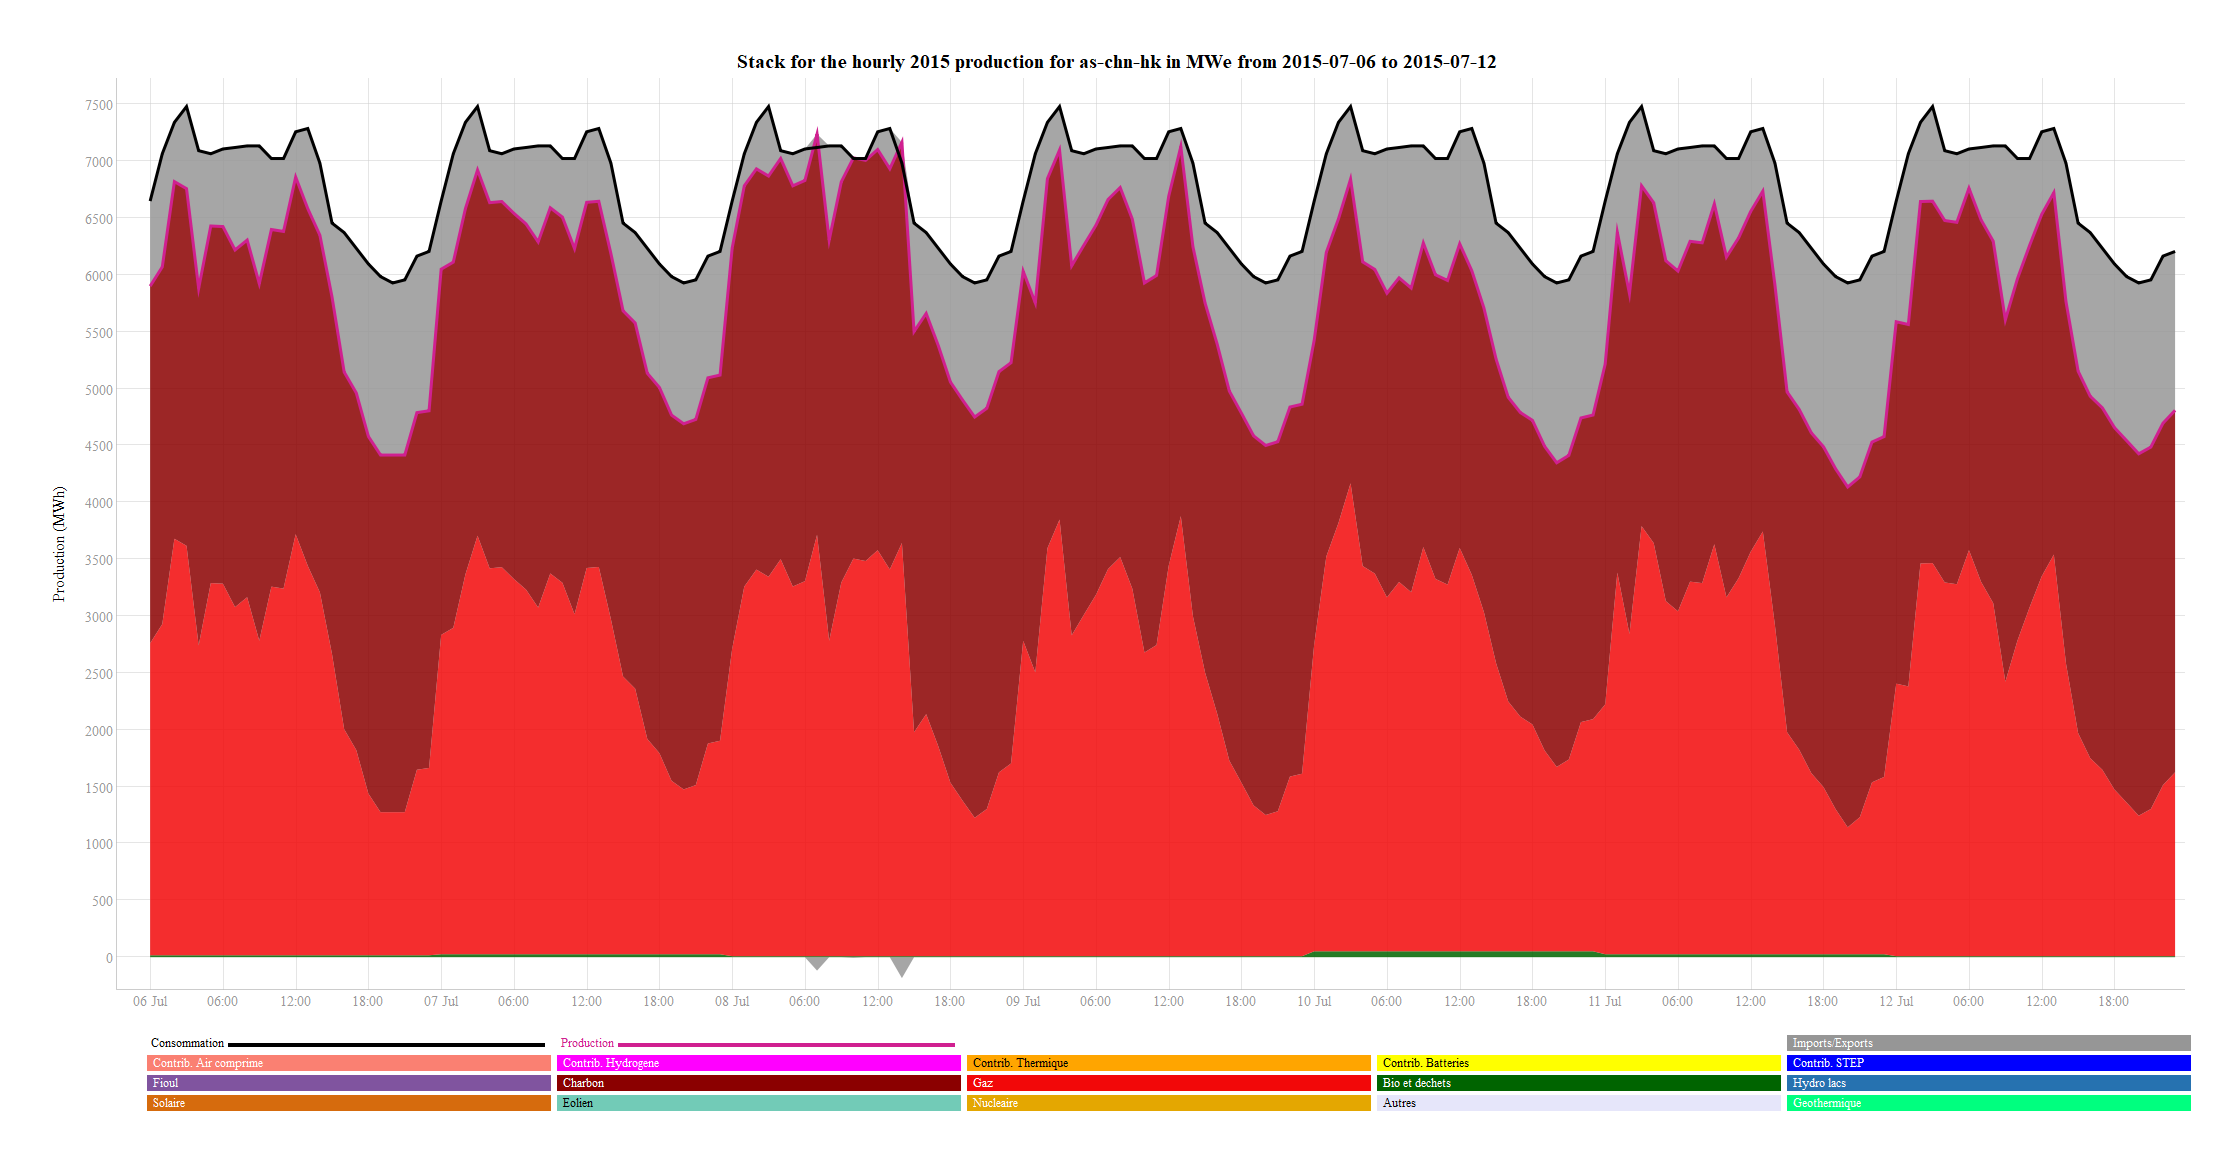 Stack for the hourly 2015 production for as-chn-hk in MWe from 2015-07-06 to 2015-07-12
Production (MWh)
7500
7000
6500
6000
5500
5000
4500
4000
3500
3000
2500
2000
1500
1000
500
0
06 Jul 06:00 12:00 18:00 07 Jul 06:00 12:00 18:00 08 Jul 06:00 12:00 18:00 09 Jul 06:00 12:00 18:00 10 Jul 06:00 12:00 18:00 11 Jul 06:00 12:00 18:00 12 Jul 06:00 12:00 18:00
Consommation Production Imports/Exports
Contrib. Air comprime Contrib. Hydrogene Contrib. Thermique Contrib. Batteries Contrib. STEP
Fioul Charbon Gaz Bio et dechets Hydro lacs
Solaire Eolien Nucleaire Autres Geothermique